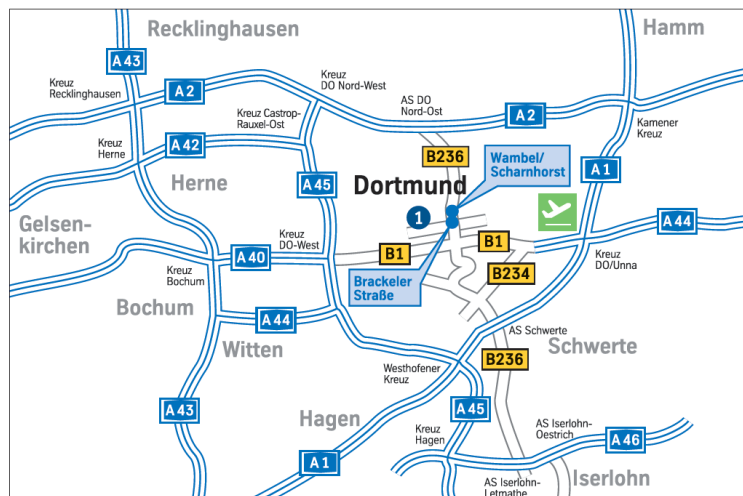 Recklinghausen
Hamm
A 43
Kreuz
DO Nord-West
Kreuz
Recklinghausen
A 2
AS DO
Nord-Ost
A 2
Kreuz Castrop-
Rauxel-Ost
Kamener
Kreuz
Kreuz
Herne
A 42
B236
Wambel/
Scharnhorst
A 1
Herne
A 45
Dortmund
1
Gelsen-
kirchen
A 44
Kreuz
DO-West
B1
B1
A 40
Kreuz
DO/Unna
Kreuz
Bochum
B234
Brackeler
Straße
Bochum
A 44
Witten
AS Schwerte
Schwerte
B236
Westhofener
Kreuz
A 43
Hagen
A 45
AS Iserlohn-
Oestrich
A 46
Kreuz
Hagen
A 1
AS Iserlohn-
Letmathe
Iserlohn